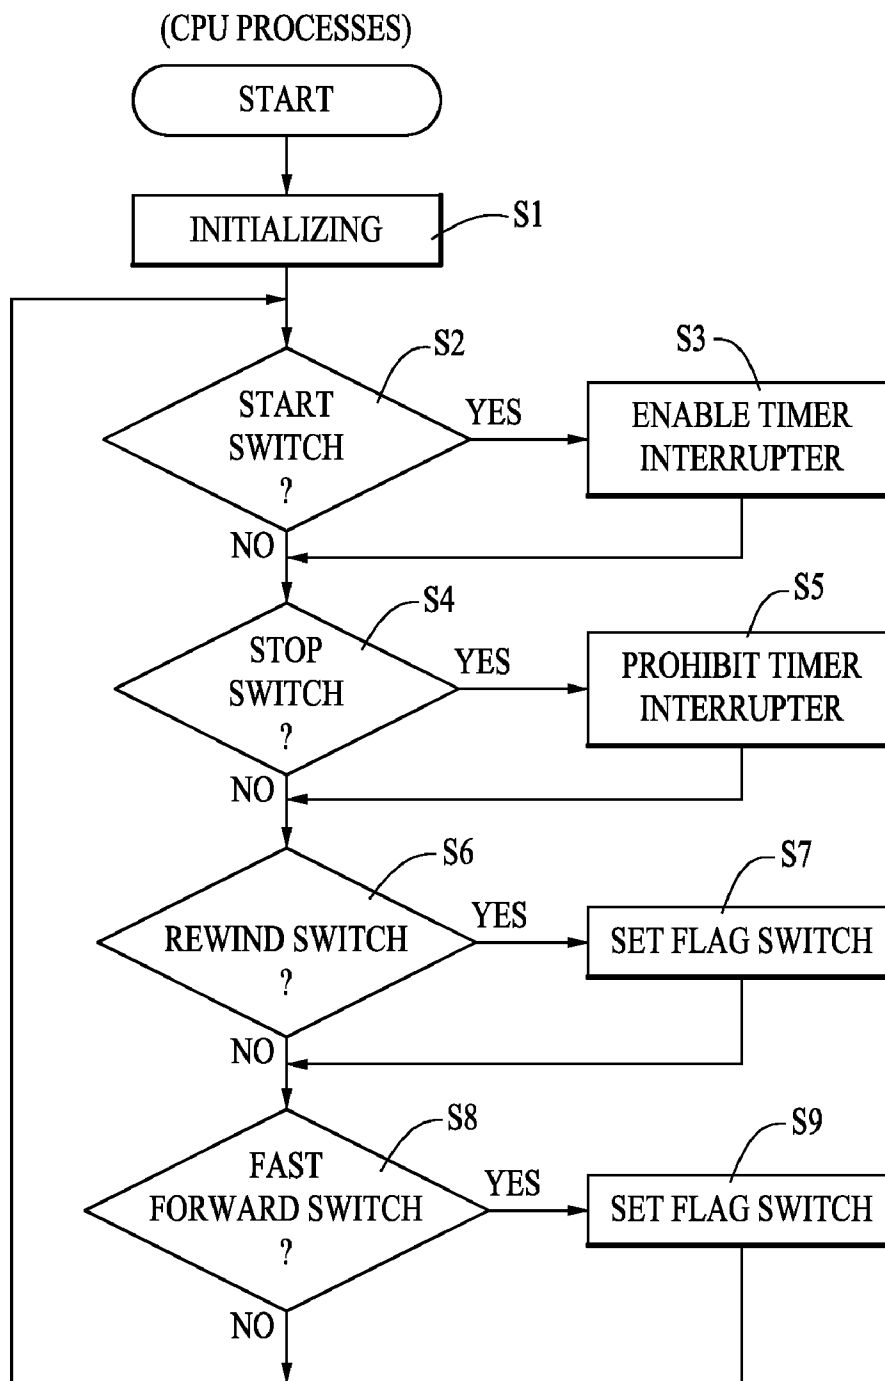 (CPU PROCESSES)
START
INITIALIZING
S1
START
SWITCH
?
S2
YES
NO
ENABLE TIMER
INTERRUPTER
S3
STOP
SWITCH
?
S4
YES
NO
PROHIBIT TIMER
INTERRUPTER
S5
REWIND SWITCH
?
S6
YES
NO
SET FLAG SWITCH
S7
FAST
FORWARD SWITCH
?
S8
YES
NO
SET FLAG SWITCH
S9